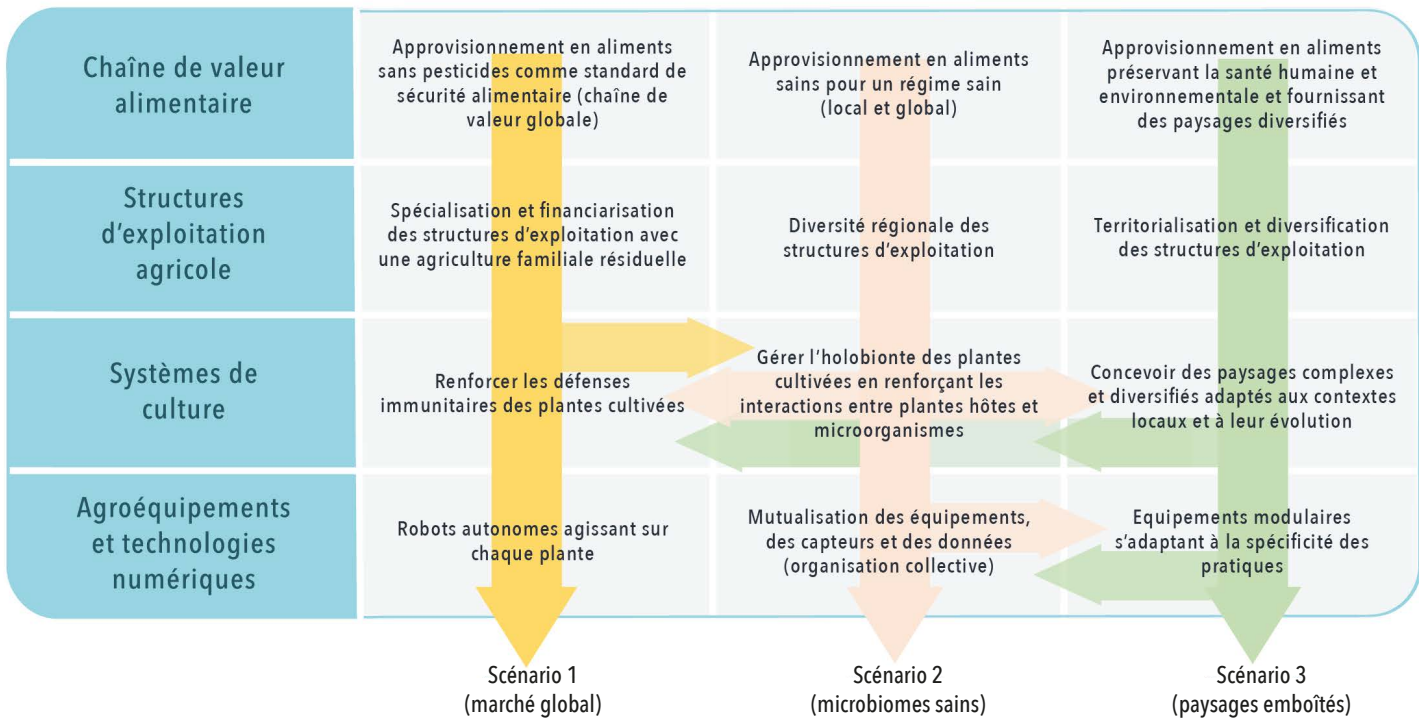 Chaîne de valeur
alimentaire
Approvisionnement en aliments
sans pesticides comme standard de
sécurité alimentaire (chaîne de
valeur globale)
Approvisionnement en aliments
sains pour un régime sain
(local et global)
Approvisionnement en aliments
préservant la santé humaine et
environnementale et fournissant
des paysages diversifiés
Structures
d'exploitation
agricole
Spécialisation et financiarisation
des structures d'exploitation avec
une agriculture familiale résiduelle
Diversité régionale des
structures d'exploitation
Territorialisation et diversification
des structures d'exploitation
Systèmes de
culture
Renforcer les défenses
immunitaires des plantes cultivées
Gérer l'holobionte des plantes
cultivées en renforçant les
interactions entre plantes hôtes et
microorganismes
Concevoir des paysages complexes
et diversifiés adaptés aux contextes
locaux et à leur évolution
Agroéquipements
et technologies
numériques
Robots autonomes agissant sur
chaque plante
Mutualisation des équipements,
des capteurs et des données
(organisation collective)
Equipements modulaires
s'adaptant à la spécificité des
pratiques
Scénario 1
(marché global)
Scénario 2
(microbiomes sains)
Scénario 3
(paysages emboîtés)